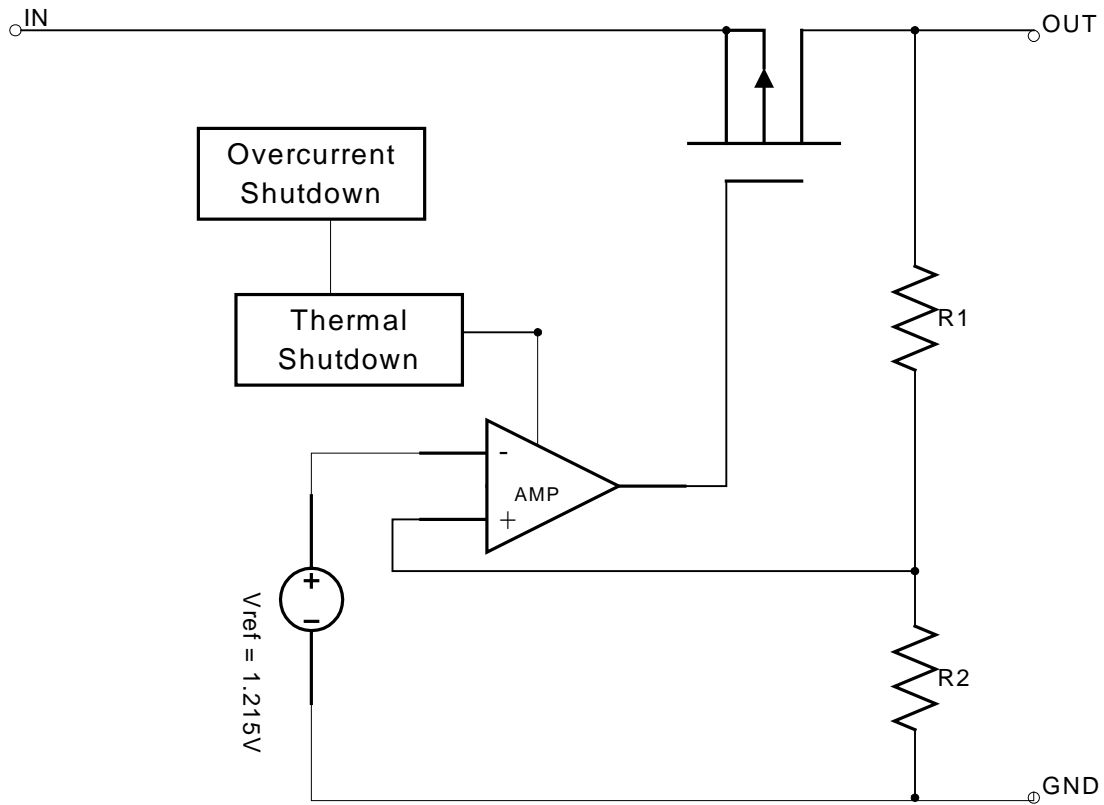 IN
OUT
Overcurrent
Shutdown
Thermal
Shutdown
R1
-
AMP
+
+
−
Vref = 1.215V
R2
GND